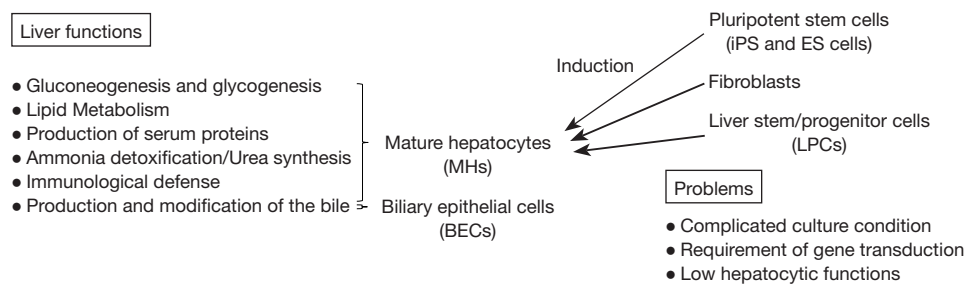 Liver functions
● Gluconeogenesis and glycogenesis
● Lipid Metabolism
● Production of serum proteins
● Ammonia detoxification/Urea synthesis
● Immunological defense
● Production and modification of the bile
Mature hepatocytes
(MHs)
Biliary epithelial cells
(BECs)
Induction
Pluripotent stem cells
(iPS and ES cells)
Fibroblasts
Liver stem/progenitor cells
(LPCs)
Problems
● Complicated culture condition
● Requirement of gene transduction
● Low hepatocytic functions